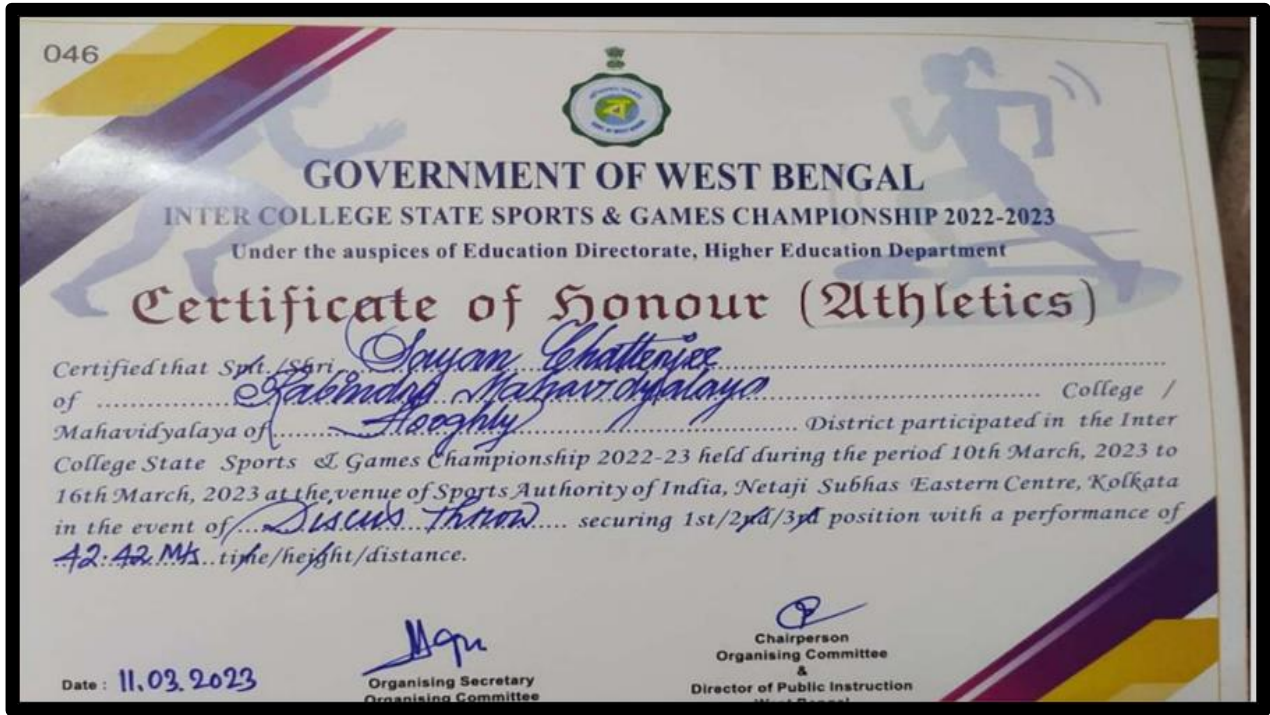 046
GOVERNMENT OF WEST BENGAL
INTER COLLEGE STATE SPORTS & GAMES CHAMPIONSHIP 2022-2023
Under the auspices of Education Directorate, Higher Education Department
Certificate of Honour (Athletics)
Certified that Smt./Shri Sayan Chatterjee
of Rabindra Mahavidyalaya College /
Mahavidyalaya of Hooghly District participated in the Inter
College State Sports & Games Championship 2022-23 held during the period 10th March, 2023 to
16th March, 2023 at the venue of Sports Authority of India, Netaji Subhas Eastern Centre, Kolkata
in the event of Discus Throw securing 1st/2nd/3rd position with a performance of
42.42 Mts time/height/distance.
Date : 11.03.2023
Organising Secretary
Organising Committee
Chairperson
Organising Committee
&
Director of Public Instruction
West Bengal